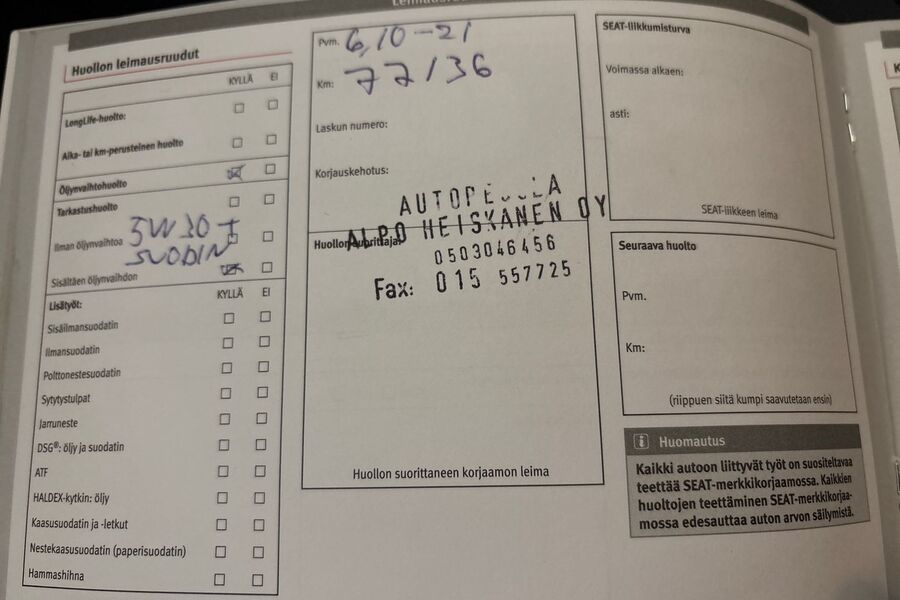 Huollon leimausruudut
KYLLÄ EI
LongLife-huolto:
Aika- tai km-perusteinen huolto
Öljynvaihtohuolto
Tarkastushuolto
Ilman öljynvaihtoa
5W30 +
SUODIN
Sisältäen öljynvaihdon
Lisätyöt: KYLLÄ EI
Sisäilmansuodatin
Ilmansuodatin
Polttonestesuodatin
Sytytystulpat
Jarruneste
DSG®: öljy ja suodatin
ATF
HALDEX-kytkin: öljy
Kaasusuodatin ja -letkut
Nestekaasusuodatin (paperisuodatin)
Hammashihna
Pvm. 6,10-21
Km: 77136
Laskun numero:
Korjauskehotus:
ALPO HEISKANEN OY
0503046456
Fax: 015 557725
Huollon suorittaneen korjaamon leima
SEAT-liikkumisturva
Voimassa alkaen:
asti:
SEAT-liikkeen leima
Seuraava huolto
Pvm.
Km:
(riippuen siitä kumpi saavutetaan ensin)
i Huomautus
Kaikki autoon liittyvät työt on suositeltavaa
teettää SEAT-merkkikorjaamossa. Kaikkien
huoltojen teettäminen SEAT-merkkikorjaa-
mossa edesauttaa auton arvon säilymistä.